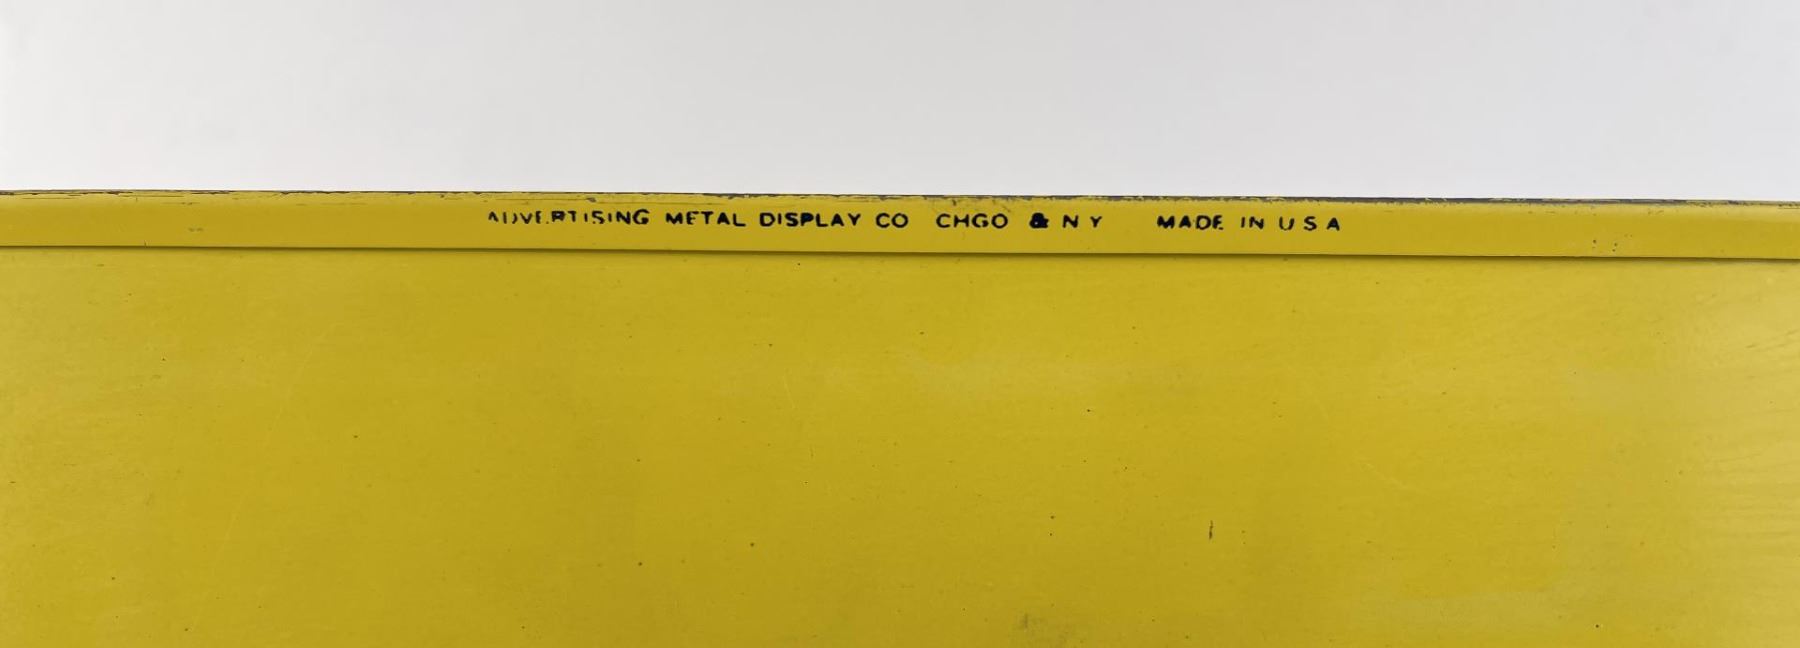 ADVERTISING METAL DISPLAY CO CHGO & N Y MADE IN U S A